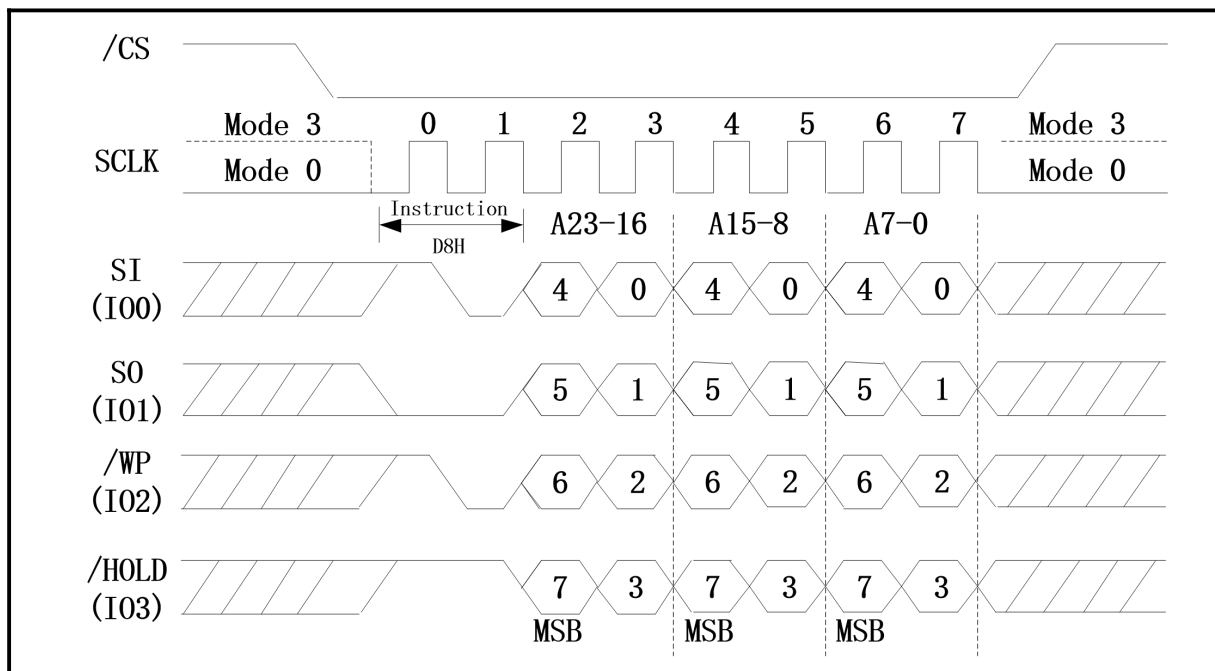 /CS
Mode 3 0 1 2 3 4 5 6 7 Mode 3
SCLK
Mode 0 Mode 0
Instruction A23-16 A15-8 A7-0
D8H
SI
(IO0)
4 0 4 0 4 0
SO
(IO1)
5 1 5 1 5 1
/WP
(IO2)
6 2 6 2 6 2
/HOLD
(IO3)
7 3 7 3 7 3
MSB MSB MSB